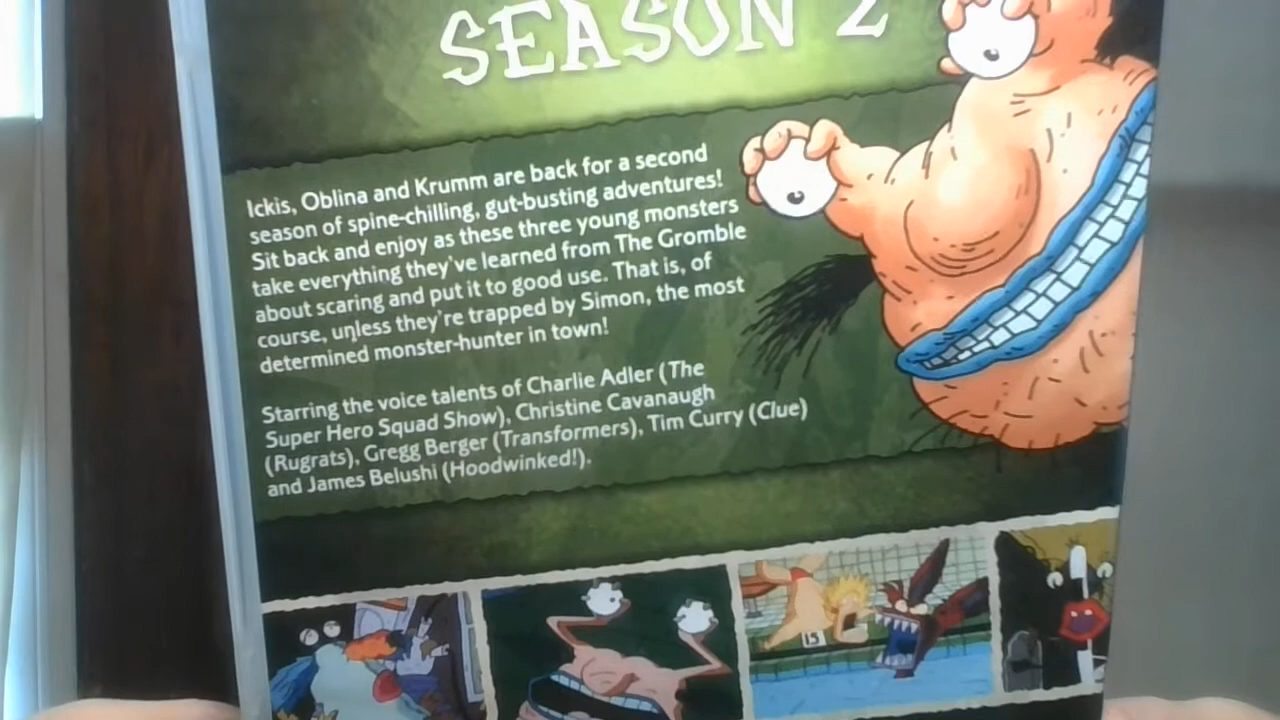 SEASON 2
Ickis, Oblina and Krumm are back for a second
season of spine-chilling, gut-busting adventures!
Sit back and enjoy as these three young monsters
take everything they've learned from The Gromble
about scaring and put it to good use. That is, of
course, unless they're trapped by Simon, the most
determined monster-hunter in town!
Starring the voice talents of Charlie Adler (The
Super Hero Squad Show), Christine Cavanaugh
(Rugrats), Gregg Berger (Transformers), Tim Curry (Clue)
and James Belushi (Hoodwinked!).
15